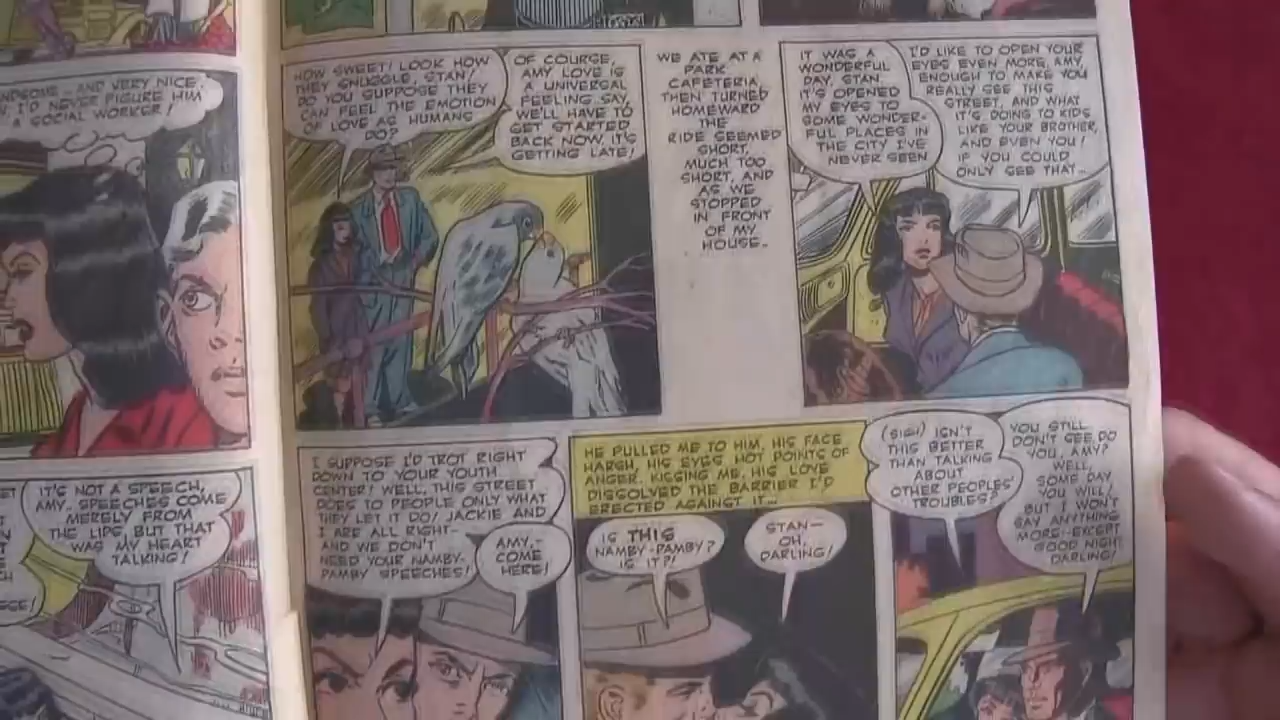 NDSOME... AND VERY NICE.
I'D NEVER FIGURE HIM
A SOCIAL WORKER!
IT'S NOT A SPEECH,
AMY.. SPEECHES COME
MERELY FROM
THE LIPS, BUT THAT
WAS MY HEART
TALKING!
HOW SWEET! LOOK HOW
THEY SNUGGLE, STAN!
DO YOU SUPPOSE THEY
CAN FEEL THE EMOTION
OF LOVE AS HUMANS
DO?
OF COURSE,
AMY. LOVE IS
A UNIVERSAL
FEELING. SAY,
WE'LL HAVE TO
GET STARTED
BACK NOW. IT'S
GETTING LATE!
WE ATE AT A
PARK
CAFETERIA,
THEN TURNED
HOMEWARD
THE
RIDE SEEMED
SHORT,
MUCH TOO
SHORT, AND
AS WE
STOPPED
IN FRONT
OF MY
HOUSE..
IT WAS A
WONDERFUL
DAY, STAN.
IT'S OPENED
MY EYES TO
SOME WONDER-
FUL PLACES IN
THE CITY I'VE
NEVER SEEN
I'D LIKE TO OPEN YOUR
EYES EVEN MORE, AMY,
ENOUGH TO MAKE YOU
REALLY SEE THIS
STREET, AND WHAT
IT'S DOING TO KIDS
LIKE YOUR BROTHER,
AND EVEN YOU!
IF YOU COULD
ONLY SEE THAT...
I SUPPOSE I'D TROT RIGHT
DOWN TO YOUR YOUTH
CENTER! WELL, THIS STREET
DOES TO PEOPLE ONLY WHAT
THEY LET IT DO! JACKIE AND
I ARE ALL RIGHT
AND WE DON'T
NEED YOUR NAMBY-
PAMBY SPEECHES!
AMY,-
COME
HERE!
HE PULLED ME TO HIM, HIS FACE
HARSH, HIS EYES HOT POINTS OF
ANGER. KISSING ME, HIS LOVE
DISSOLVED THE BARRIER I'D
ERECTED AGAINST IT...
IS THIS
NAMBY-PAMBY?
IS IT?!
STAN—
OH,
DARLING!
(SIGH) ISN'T
THIS BETTER
THAN TALKING
ABOUT
OTHER PEOPLES'
TROUBLES?
YOU STILL
DON'T SEE, DO
YOU, AMY?
WELL,
SOME DAY,
YOU WILL!
BUT I WON'T
SAY ANYTHING
MORE--EXCEPT
GOOD NIGHT
DARLING!